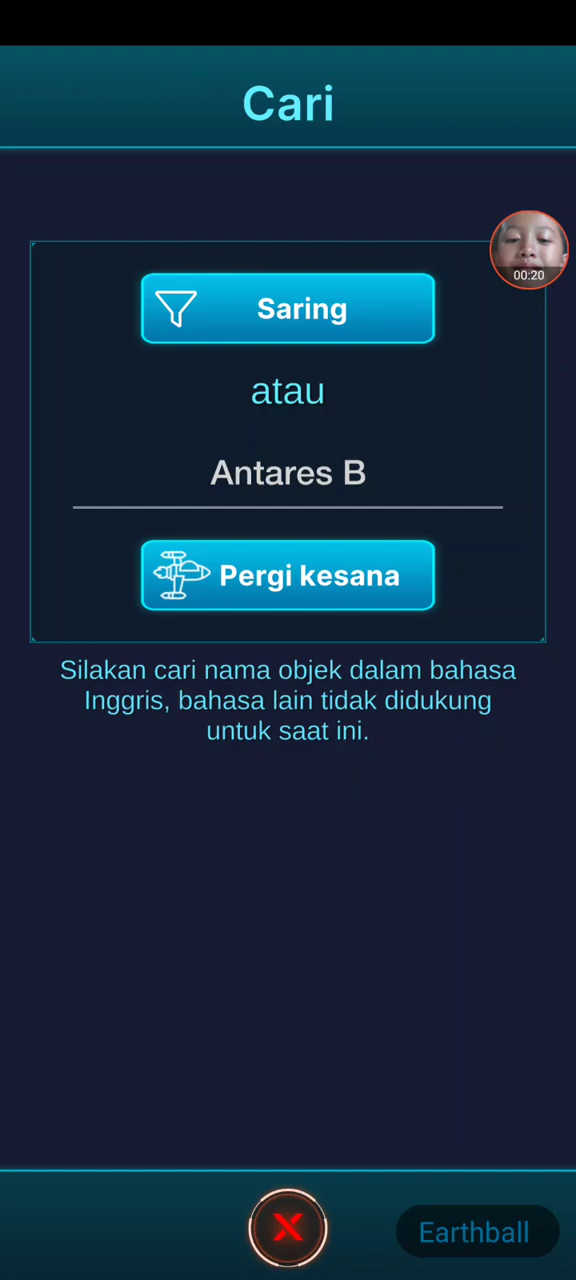 Cari
00:20
Saring
atau
Antares B
Pergi kesana
Silakan cari nama objek dalam bahasa
Inggris, bahasa lain tidak didukung
untuk saat ini.
Earthball